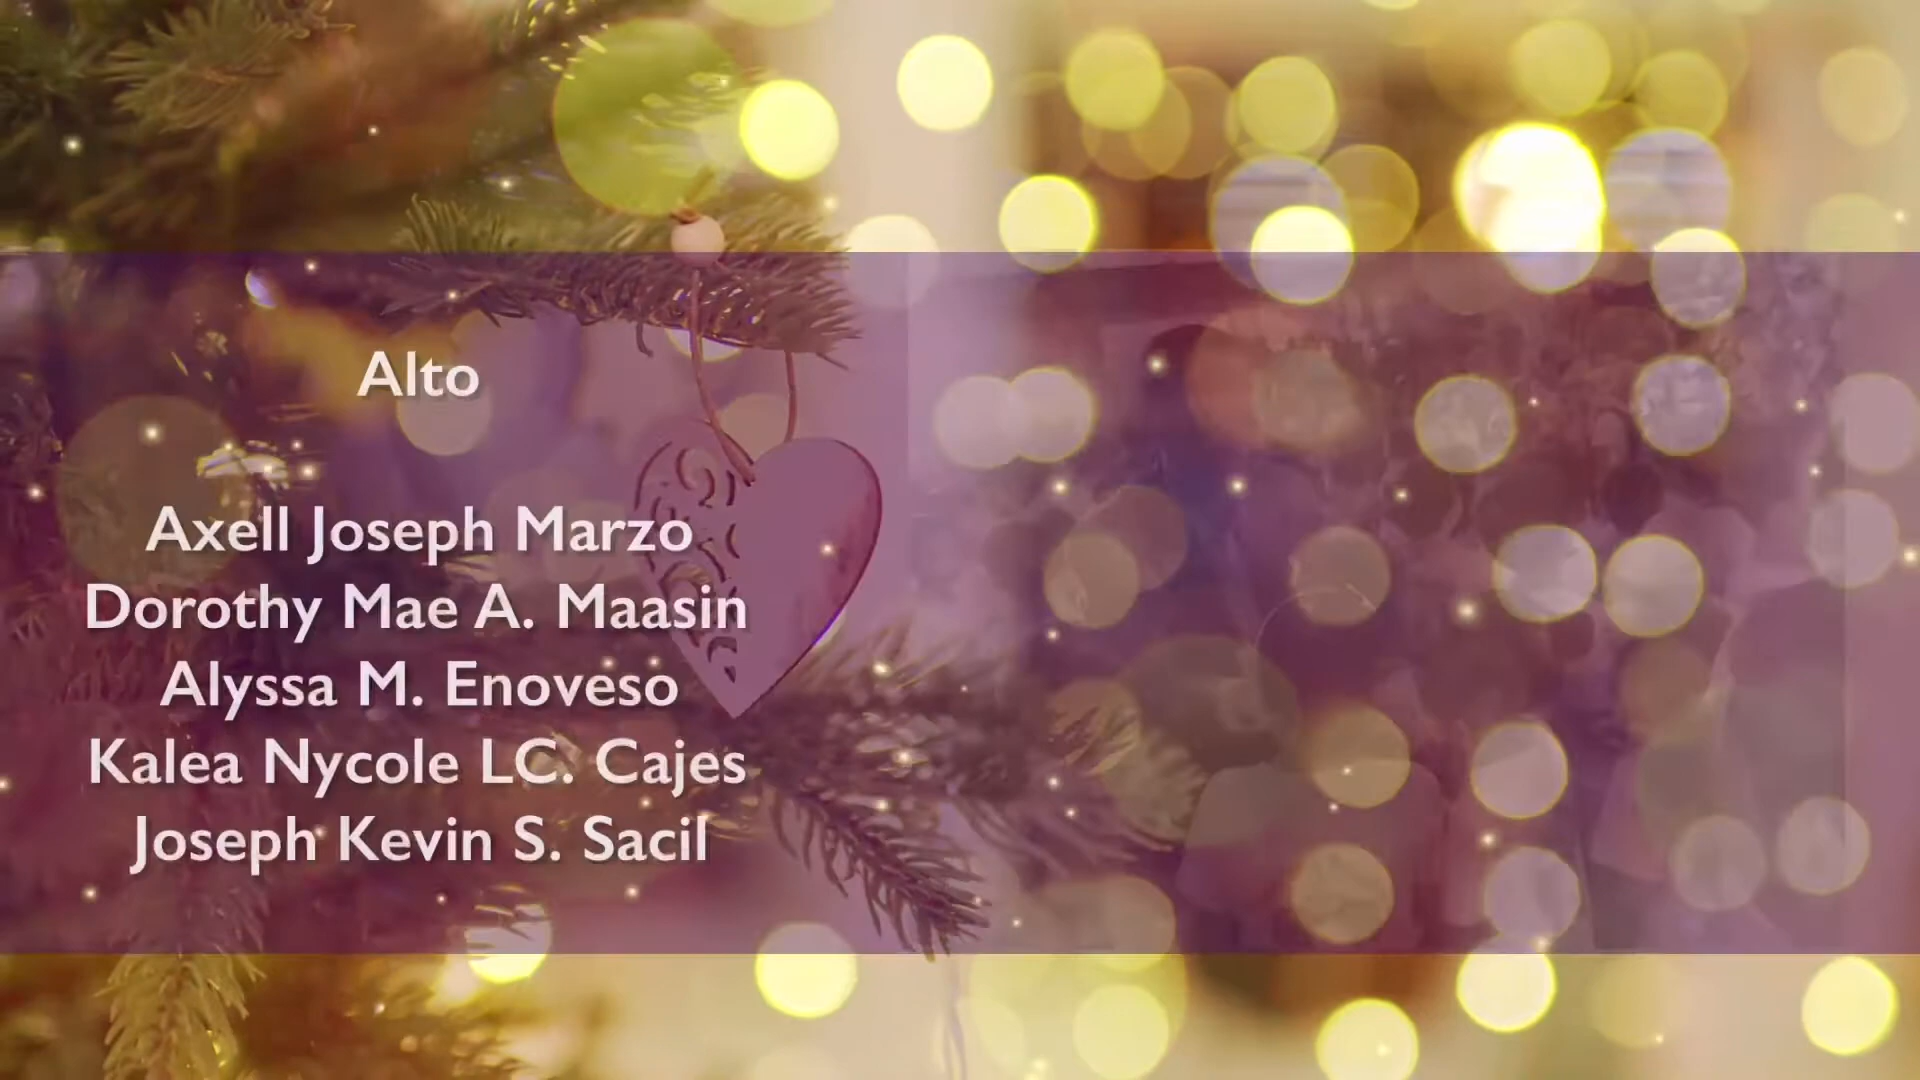 Alto
Axell Joseph Marzo
Dorothy Mae A. Maasin
Alyssa M. Enoveso
Kalea Nycole LC. Cajes
Joseph Kevin S. Sacil